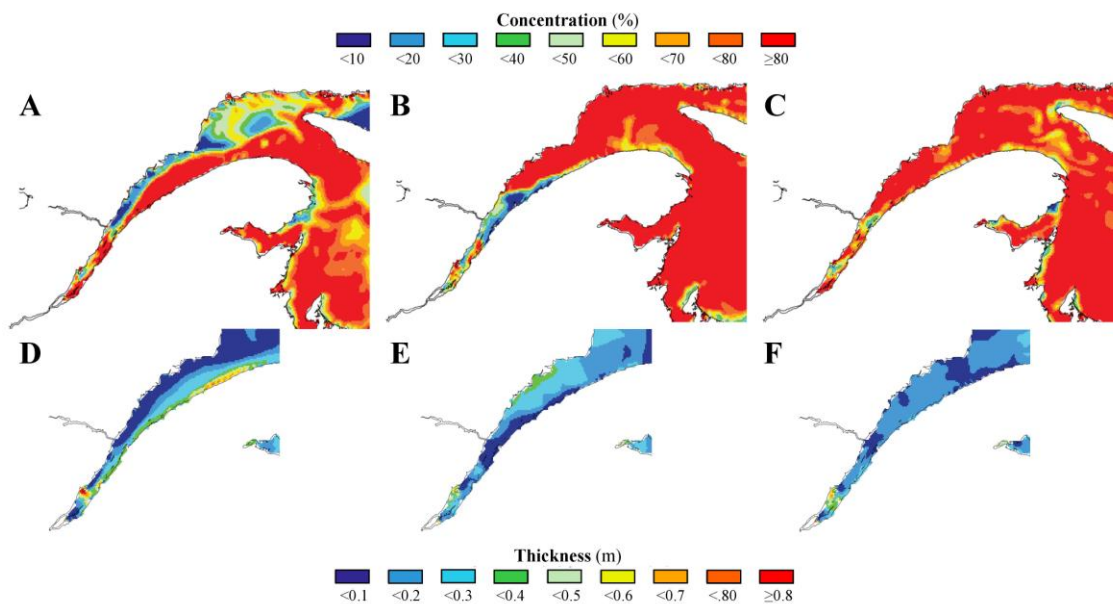 Concentration (%)
<10 <20 <30 <40 <50 <60 <70 <80 ≥80
A B C
D E F
Thickness (m)
<0.1 <0.2 <0.3 <0.4 <0.5 <0.6 <0.7 <.80 ≥0.8